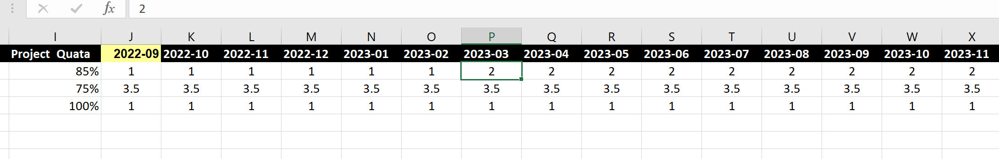 fx 2
I J K L M N O P Q R S T U V W X
Project Quata 2022-09 2022-10 2022-11 2022-12 2023-01 2023-02 2023-03 2023-04 2023-05 2023-06 2023-07 2023-08 2023-09 2023-10 2023-11
85% 1 1 1 1 1 1 2 2 2 2 2 2 2 2 2
75% 3.5 3.5 3.5 3.5 3.5 3.5 3.5 3.5 3.5 3.5 3.5 3.5 3.5 3.5 3.5
100% 1 1 1 1 1 1 1 1 1 1 1 1 1 1 1